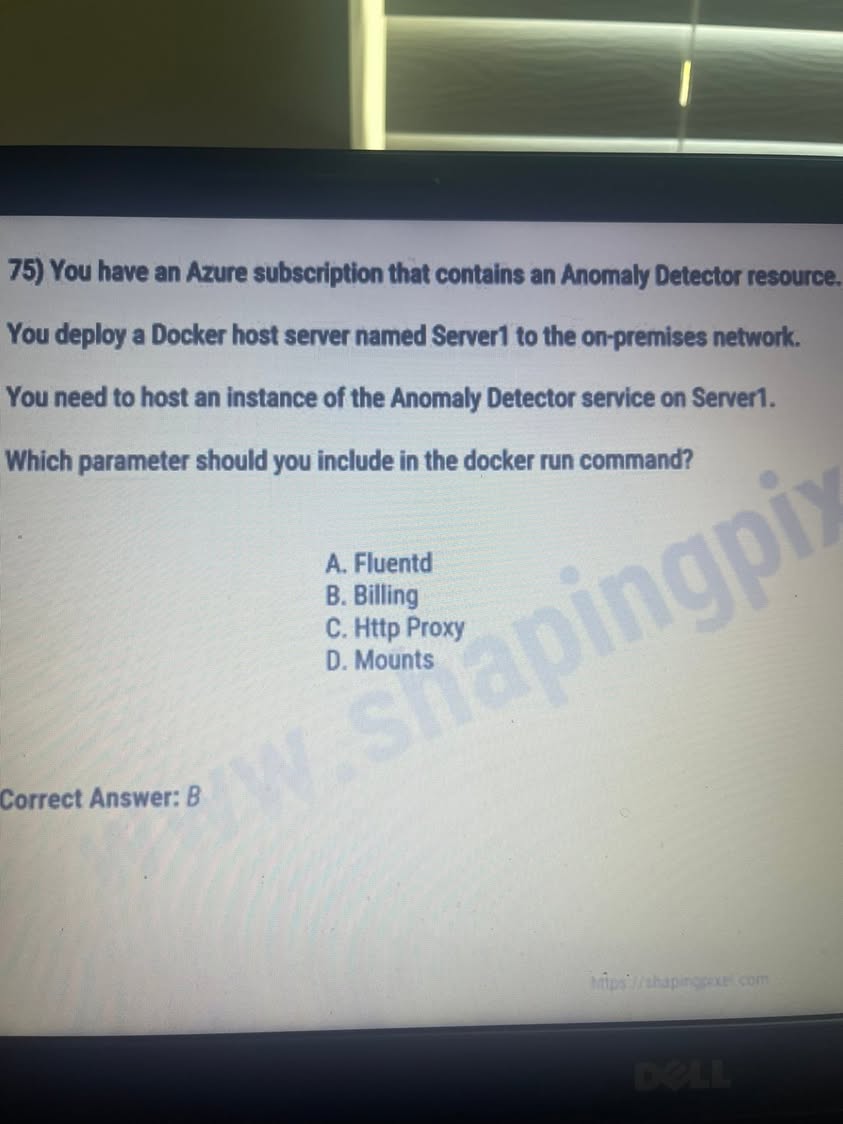 75) You have an Azure subscription that contains an Anomaly Detector resource.
You deploy a Docker host server named Server1 to the on-premises network.
You need to host an instance of the Anomaly Detector service on Server1.
Which parameter should you include in the docker run command?
A. Fluentd
B. Billing
C. Http Proxy
D. Mounts
www.shapingpix
Correct Answer: B
https://shapingpixel.com
DELL